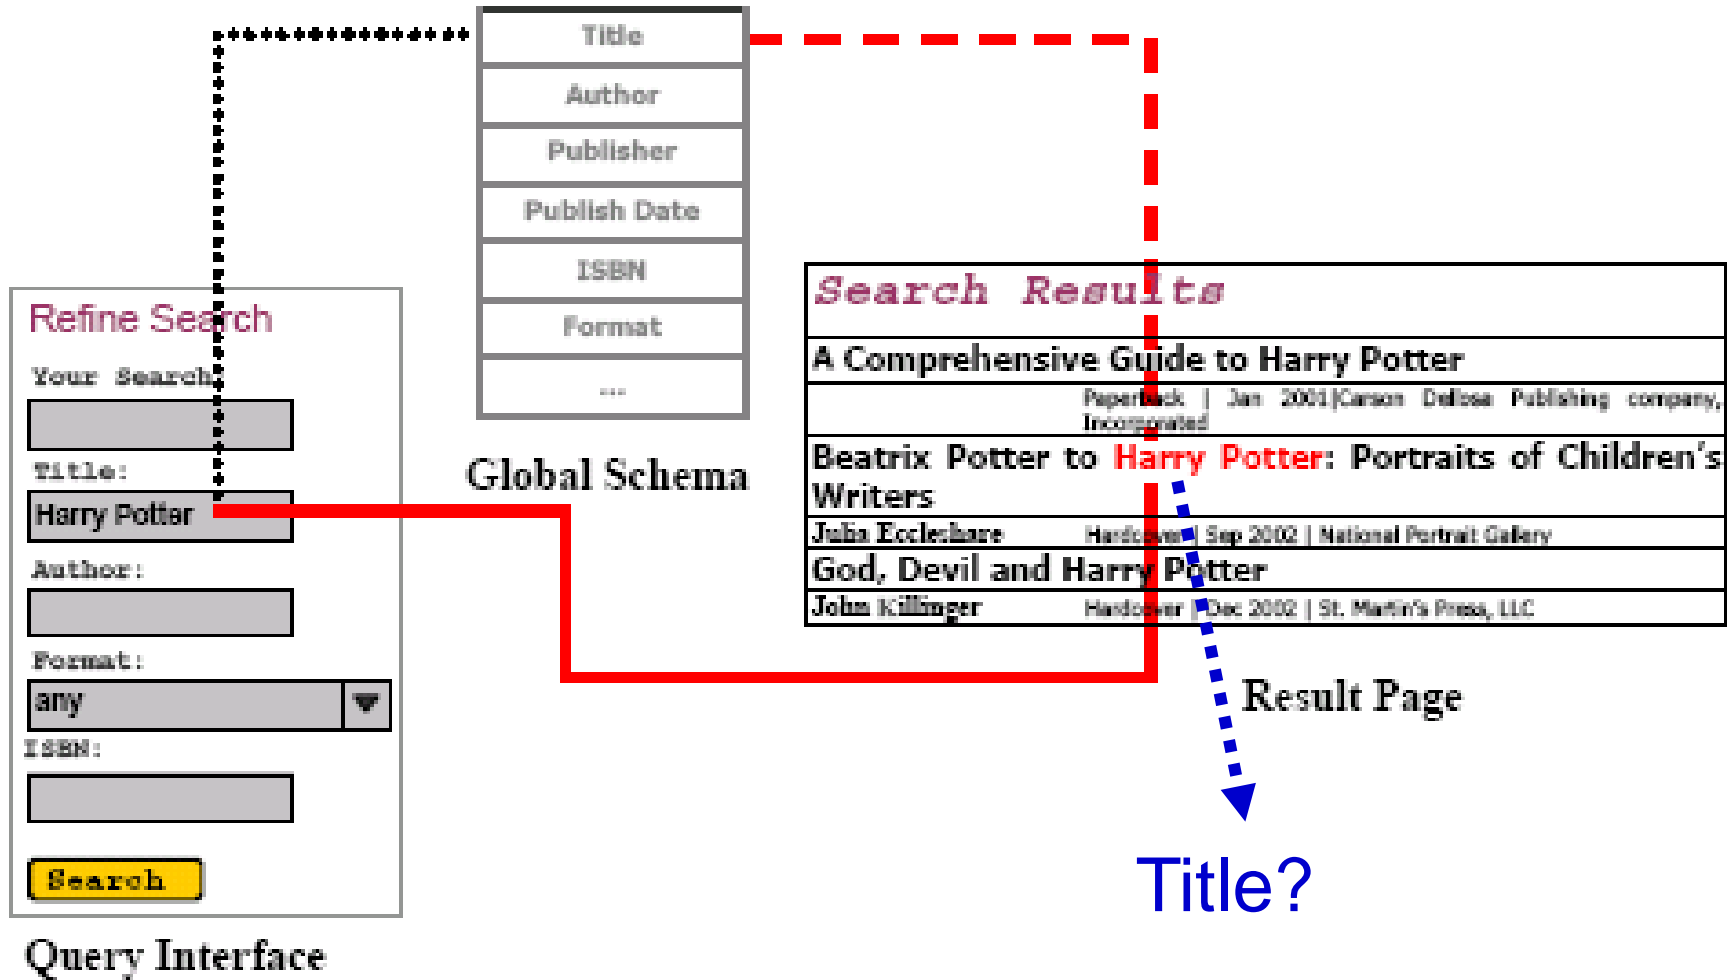 Title
Author
Publisher
Publish Date
ISBN
Format
...
Global Schema
Refine Search
Your Search
Title:
Harry Potter
Author:
Format:
any
ISBN:
Search
Query Interface
Search Results
A Comprehensive Guide to Harry Potter
Paperback | Jan 2001|Carson Dellosa Publishing company,
Incorporated
Beatrix Potter to Harry Potter: Portraits of Children's
Writers
Julia Eccleshare Hardcover | Sep 2002 | National Portrait Gallery
God, Devil and Harry Potter
John Killinger Hardcover | Dec 2002 | St. Martin's Press, LLC
Result Page
Title?